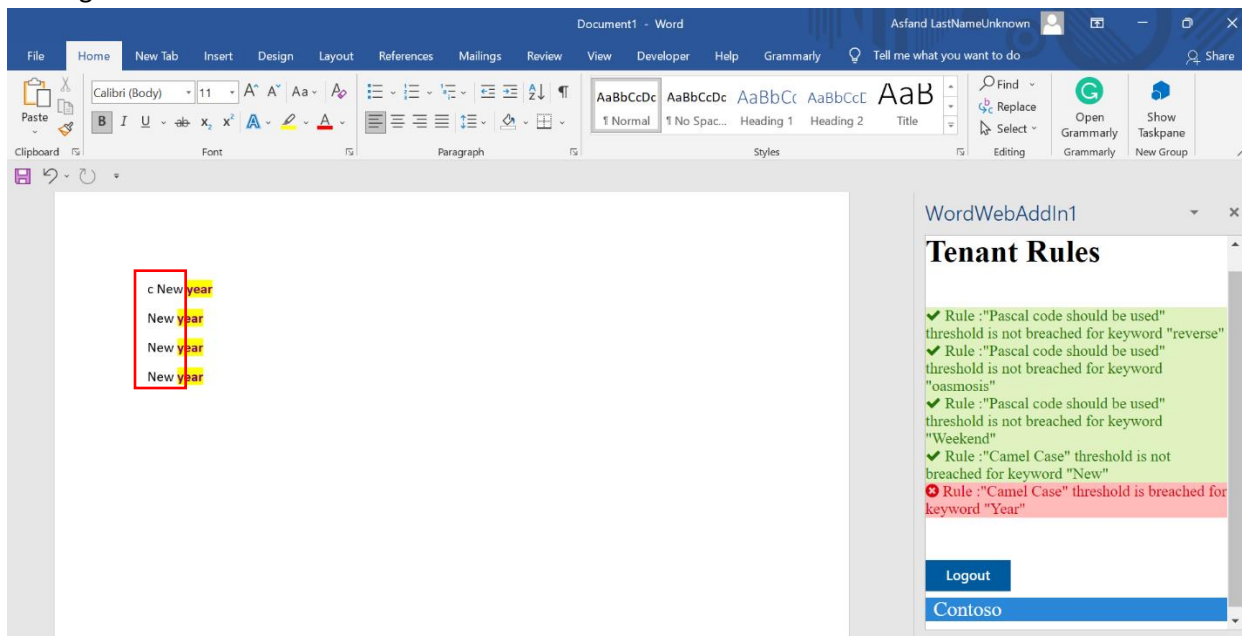 Document1 - Word
Asfand LastNameUnknown
File Home New Tab Insert Design Layout References Mailings Review View Developer Help Grammarly Tell me what you want to do Share
Paste
Calibri (Body) 11
Clipboard Font Paragraph
AaBbCcDc AaBbCcDc AaBbCc AaBbCcE AaB
¶ Normal ¶ No Spac... Heading 1 Heading 2 Title
Styles
Find
Replace
Select
Editing
Open
Grammarly
Grammarly
Show
Taskpane
New Group
c New year
New year
New year
New year
WordWebAddIn1
Tenant Rules
Rule :"Pascal code should be used"
threshold is not breached for keyword "reverse"
Rule :"Pascal code should be used"
threshold is not breached for keyword
"oasmosis"
Rule :"Pascal code should be used"
threshold is not breached for keyword
"Weekend"
Rule :"Camel Case" threshold is not
breached for keyword "New"
Rule :"Camel Case" threshold is breached for
keyword "Year"
Logout
Contoso